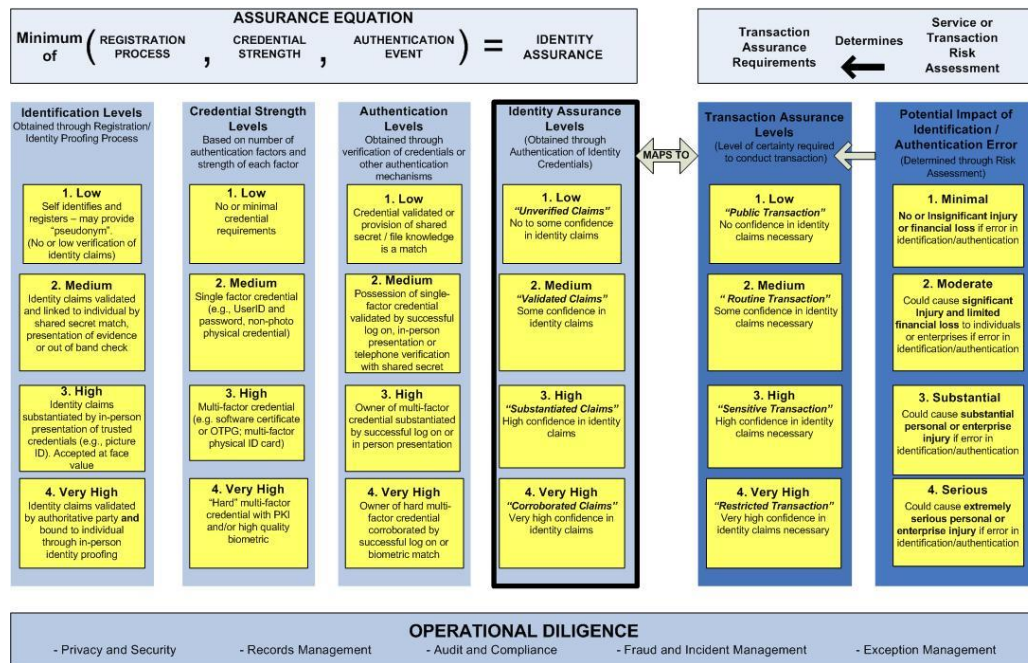 ASSURANCE EQUATION
Minimum
of
(
REGISTRATION
PROCESS
,
CREDENTIAL
STRENGTH
,
AUTHENTICATION
EVENT
)
=
IDENTITY
ASSURANCE
Transaction
Assurance
Requirements
Determines
Service or
Transaction
Risk
Assessment
Identification Levels
Obtained through Registration/
Identity Proofing Process
1. Low
Self identifies and
registers – may provide
“pseudonym”.
(No or low verification of
identity claims)
2. Medium
Identity claims validated
and linked to individual by
shared secret match,
presentation of evidence
or out of band check
3. High
Identity claims
substantiated by in-person
presentation of trusted
credentials (e.g., picture
ID). Accepted at face
value
4. Very High
Identity claims validated
by authoritative party and
bound to individual
through in-person
identity proofing
Credential Strength
Levels
Based on number of
authentication factors and
strength of each factor
1. Low
No or minimal
credential
requirements
2. Medium
Single factor credential
(e.g., UserID and
password, non-photo
physical credential)
3. High
Multi-factor credential
(e.g. software certificate
or OTPG; multi-factor
physical ID card)
4. Very High
“Hard” multi-factor
credential with PKI
and/or high quality
biometric
Authentication
Levels
Obtained through
verification of credentials or
other authentication
mechanisms
1. Low
Credential validated or
provision of shared
secret / file knowledge
is a match
2. Medium
Possession of single-
factor credential
validated by successful
log on, in-person
presentation or
telephone verification
with shared secret
3. High
Owner of multi-factor
credential substantiated
by successful log on or
in person presentation
4. Very High
Owner of hard multi-
factor credential
corroborated by
successful log on or
biometric match
Identity Assurance
Levels
(Obtained through
Authentication of Identity
Credentials)
1. Low
“Unverified Claims”
No to some confidence
in identity claims
2. Medium
“Validated Claims”
Some confidence in
identity claims
3. High
“Substantiated Claims”
High confidence in identity
claims
4. Very High
“Corroborated Claims”
Very high confidence in
identity claims
MAPS TO
Transaction Assurance
Levels
(Level of certainty required
to conduct transaction)
1. Low
“Public Transaction”
No confidence in identity
claims necessary
2. Medium
“ Routine Transaction”
Some confidence in identity
claims necessary
3. High
“Sensitive Transaction”
High confidence in identity
claims necessary
4. Very High
“Restricted Transaction”
Very high confidence in
identity claims necessary
Potential Impact of
Identification /
Authentication Error
(Determined through Risk
Assessment)
1. Minimal
No or Insignificant injury
or financial loss if error in
identification/authentication
2. Moderate
Could cause significant
Injury and limited
financial loss to individuals
or enterprises if error in
identification/authentication
3. Substantial
Could cause substantial
personal or enterprise
injury if error in
identification/authentication
4. Serious
Could cause extremely
serious personal or
enterprise injury if error in
identification/authentication
OPERATIONAL DILIGENCE
- Privacy and Security - Records Management - Audit and Compliance - Fraud and Incident Management - Exception Management